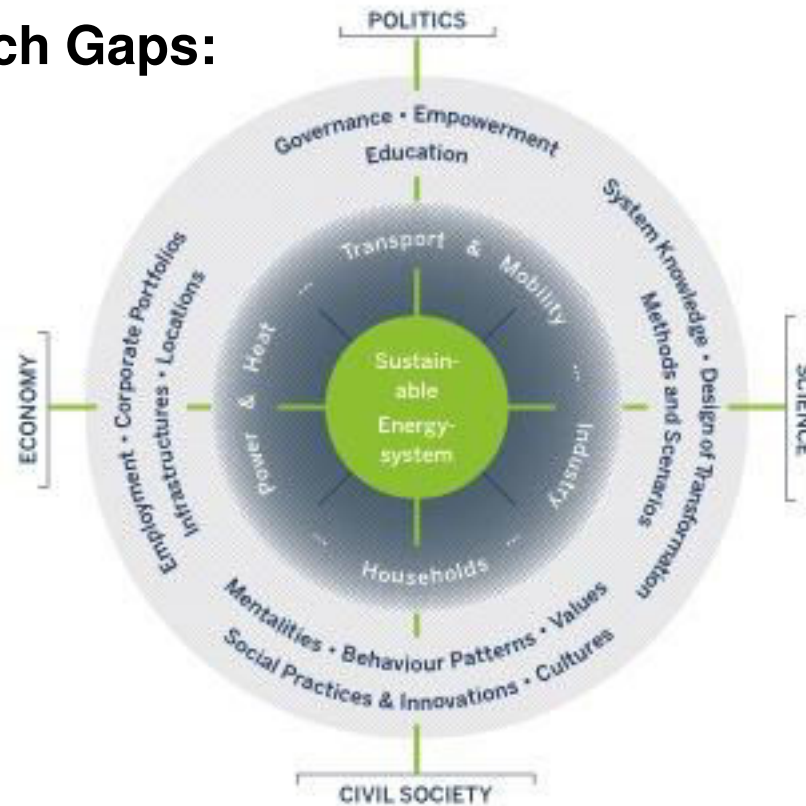 ch Gaps:
POLITICS
Governance • Empowerment
Education
System Knowledge • Design of Transformation
Methods and Scenarios
Employment • Corporate Portfolios
Infrastructures • Locations
Transport & Mobility
...
Industry
...
Households
...
Power & Heat
...
Sustain-
able
Energy-
system
ECONOMY
SCIENCE
Mentalities • Behaviour Patterns • Values
Social Practices & Innovations • Cultures
CIVIL SOCIETY